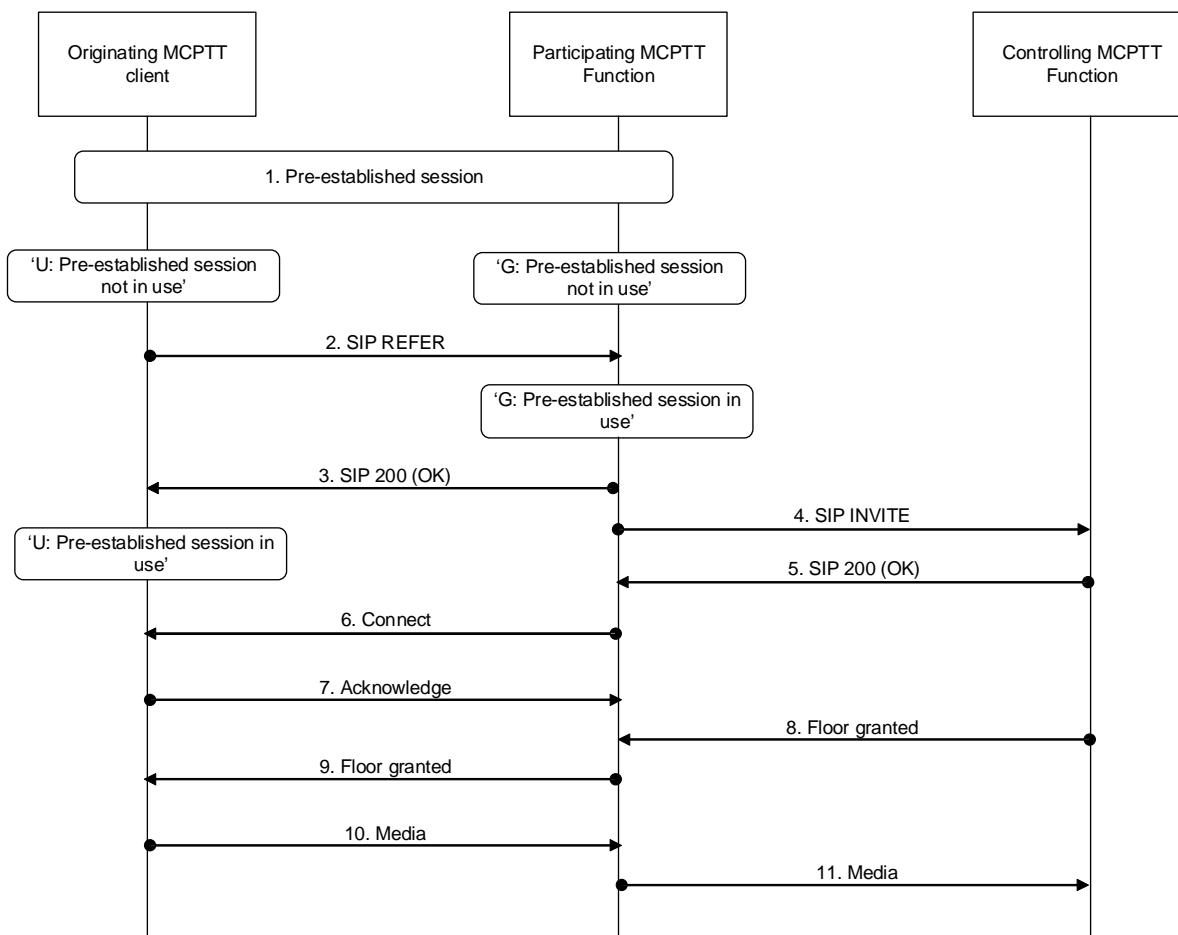 Originating MCPTT
client
Participating MCPTT
Function
Controlling MCPTT
Function
1. Pre-established session
‘U: Pre-established session
not in use’
‘G: Pre-established session
not in use’
2. SIP REFER
‘G: Pre-established session in
use’
3. SIP 200 (OK)
4. SIP INVITE
‘U: Pre-established session in
use’
5. SIP 200 (OK)
6. Connect
7. Acknowledge
8. Floor granted
9. Floor granted
10. Media
11. Media